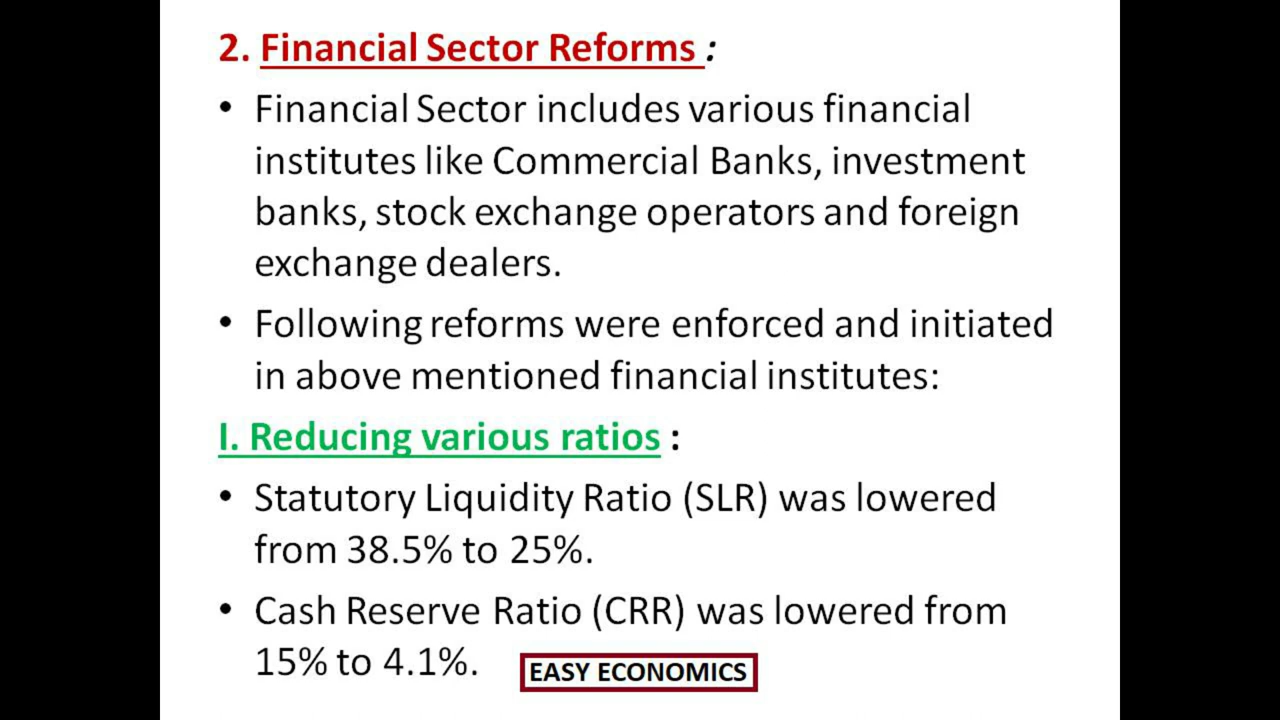 2. Financial Sector Reforms :
• Financial Sector includes various financial
institutes like Commercial Banks, investment
banks, stock exchange operators and foreign
exchange dealers.
• Following reforms were enforced and initiated
in above mentioned financial institutes:
I. Reducing various ratios :
• Statutory Liquidity Ratio (SLR) was lowered
from 38.5% to 25%.
• Cash Reserve Ratio (CRR) was lowered from
15% to 4.1%.
EASY ECONOMICS